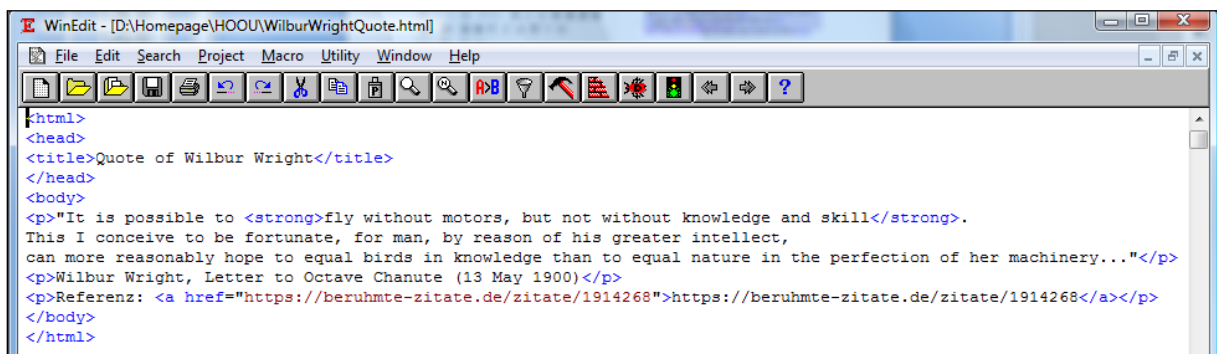 WinEdit - [D:\Homepage\HOOU\WilburWrightQuote.html]
File Edit Search Project Macro Utility Window Help
<html>
<head>
<title>Quote of Wilbur Wright</title>
</head>
<body>
<p>"It is possible to <strong>fly without motors, but not without knowledge and skill</strong>.
This I conceive to be fortunate, for man, by reason of his greater intellect,
can more reasonably hope to equal birds in knowledge than to equal nature in the perfection of her machinery..."</p>
<p>Wilbur Wright, Letter to Octave Chanute (13 May 1900)</p>
<p>Referenz: <a href="https://beruhmte-zitate.de/zitate/1914268">https://beruhmte-zitate.de/zitate/1914268</a></p>
</body>
</html>